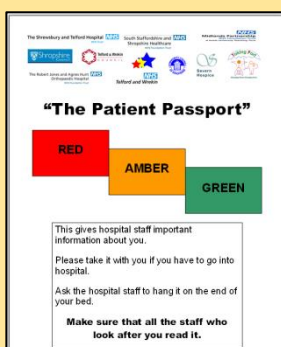 The Shrewsbury and Telford Hospital NHS
South Staffordshire and
Shropshire Healthcare NHS
NHS
Midlands Partnership
Shropshire
The Robert Jones and Agnes Hunt NHS
Orthopaedic Hospital
NHS
Telford and Wrekin
Severn
Hospice
"The Patient Passport"
RED
AMBER
GREEN
This gives hospital staff important
information about you.
Please take it with you if you have to go into
hospital.
Ask the hospital staff to hang it on the end of
your bed.
Make sure that all the staff who
look after you read it.